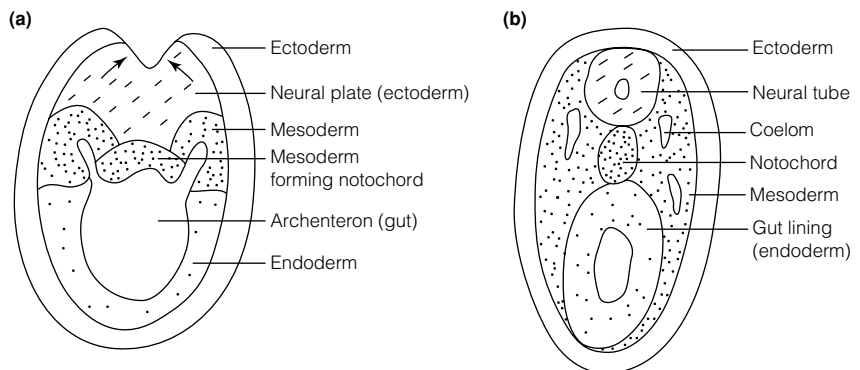 (a)
Ectoderm
Neural plate (ectoderm)
Mesoderm
Mesoderm
forming notochord
Archenteron (gut)
Endoderm
(b)
Ectoderm
Neural tube
Coelom
Notochord
Mesoderm
Gut lining
(endoderm)